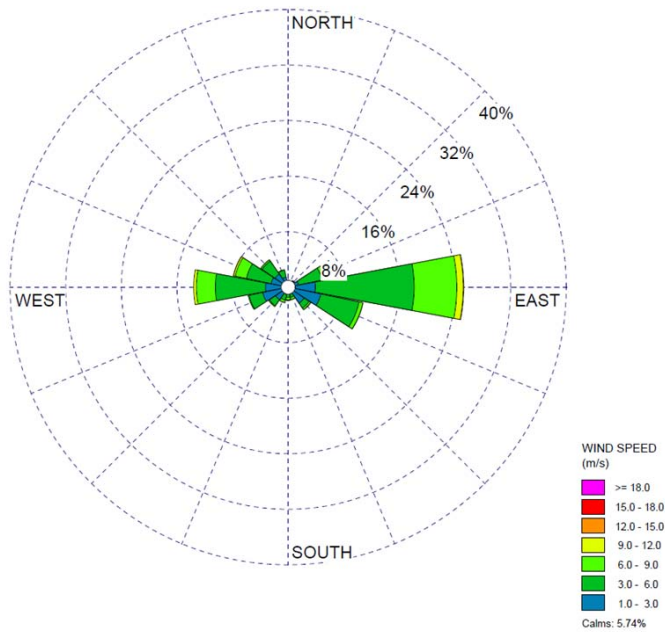 NORTH
40%
32%
24%
16%
8%
WEST
EAST
SOUTH
WIND SPEED
(m/s)
>= 18.0
15.0 - 18.0
12.0 - 15.0
9.0 - 12.0
6.0 - 9.0
3.0 - 6.0
1.0 - 3.0
Calms: 5.74%